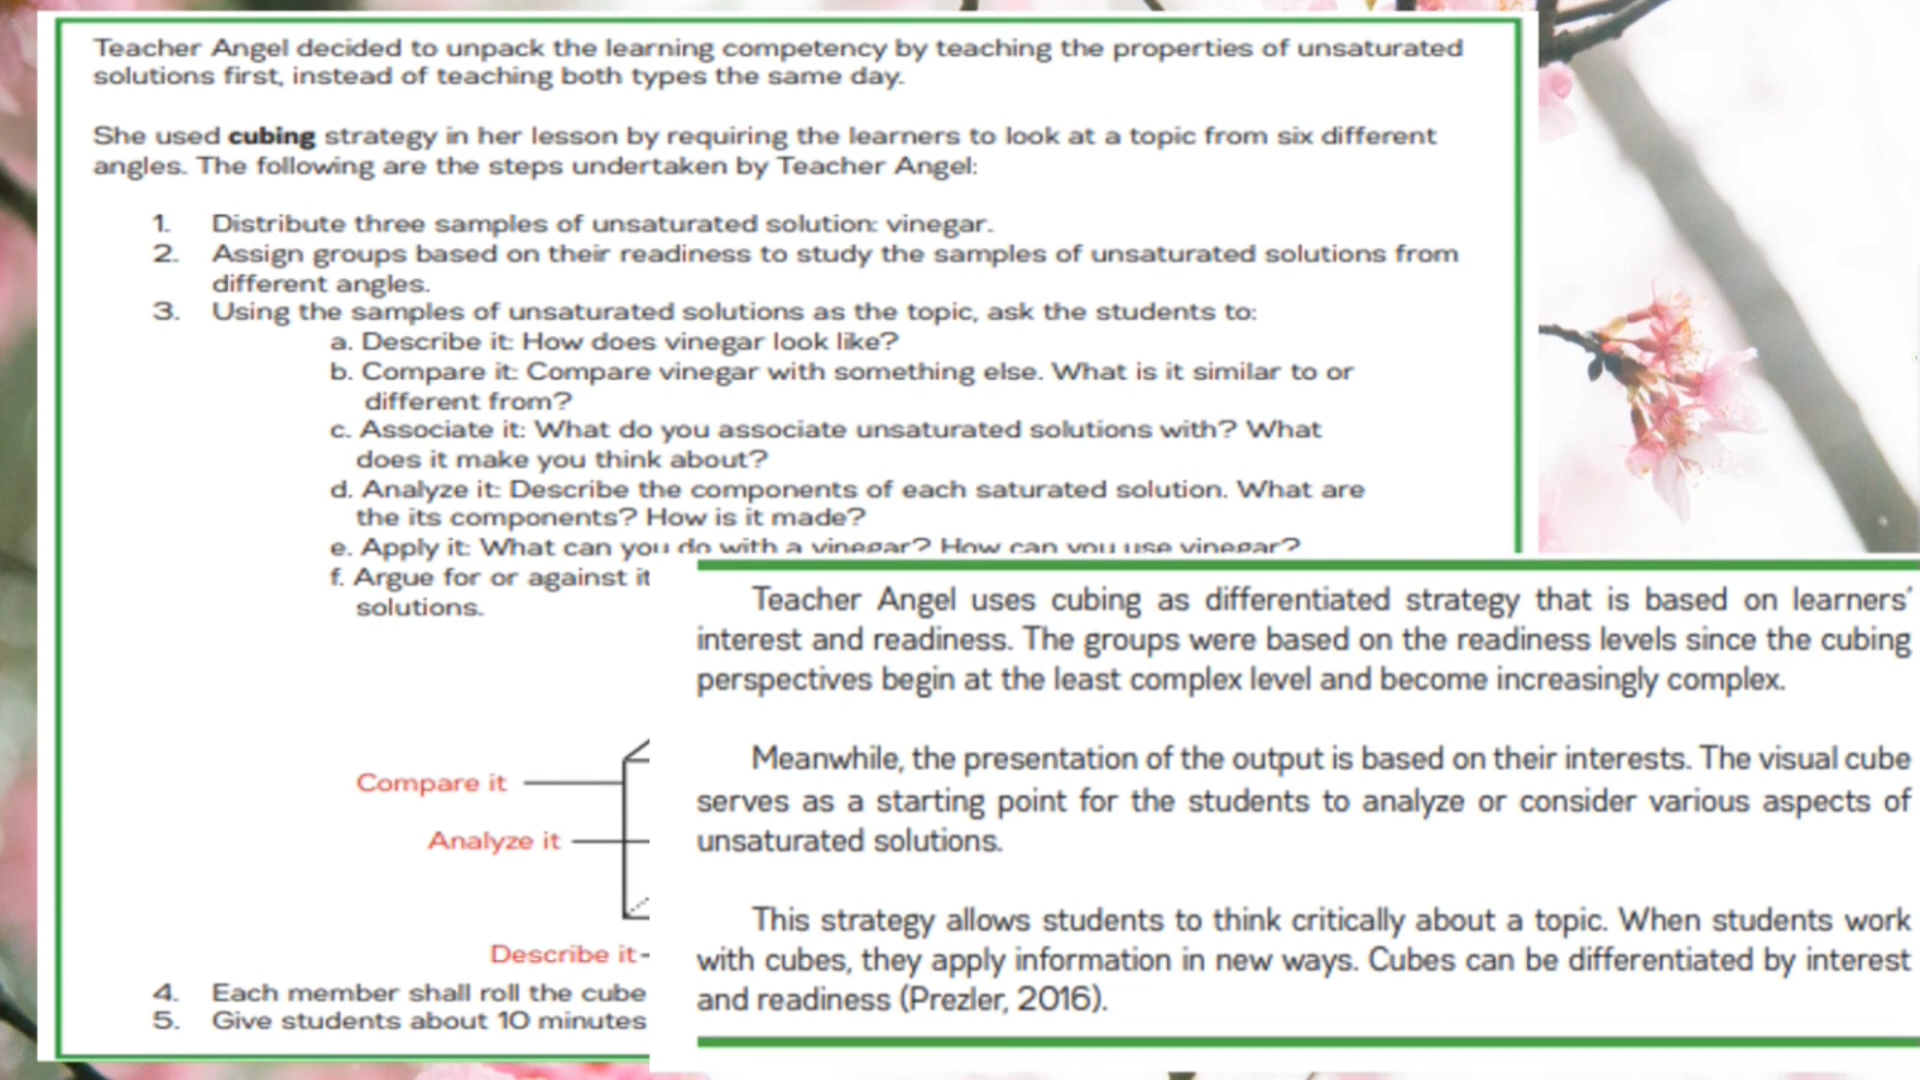 Teacher Angel decided to unpack the learning competency by teaching the properties of unsaturated
solutions first, instead of teaching both types the same day.
She used cubing strategy in her lesson by requiring the learners to look at a topic from six different
angles. The following are the steps undertaken by Teacher Angel:
1. Distribute three samples of unsaturated solution: vinegar.
2. Assign groups based on their readiness to study the samples of unsaturated solutions from
different angles.
3. Using the samples of unsaturated solutions as the topic, ask the students to:
a. Describe it: How does vinegar look like?
b. Compare it: Compare vinegar with something else. What is it similar to or
different from?
c. Associate it: What do you associate unsaturated solutions with? What
does it make you think about?
d. Analyze it: Describe the components of each saturated solution. What are
the its components? How is it made?
e. Apply it: What can you do with a vinegar? How can you use vinegar?
f. Argue for or against it
solutions.
Compare it
Analyze it
Describe it
4. Each member shall roll the cube
5. Give students about 10 minutes
Teacher Angel uses cubing as differentiated strategy that is based on learners'
interest and readiness. The groups were based on the readiness levels since the cubing
perspectives begin at the least complex level and become increasingly complex.
Meanwhile, the presentation of the output is based on their interests. The visual cube
serves as a starting point for the students to analyze or consider various aspects of
unsaturated solutions.
This strategy allows students to think critically about a topic. When students work
with cubes, they apply information in new ways. Cubes can be differentiated by interest
and readiness (Prezler, 2016).